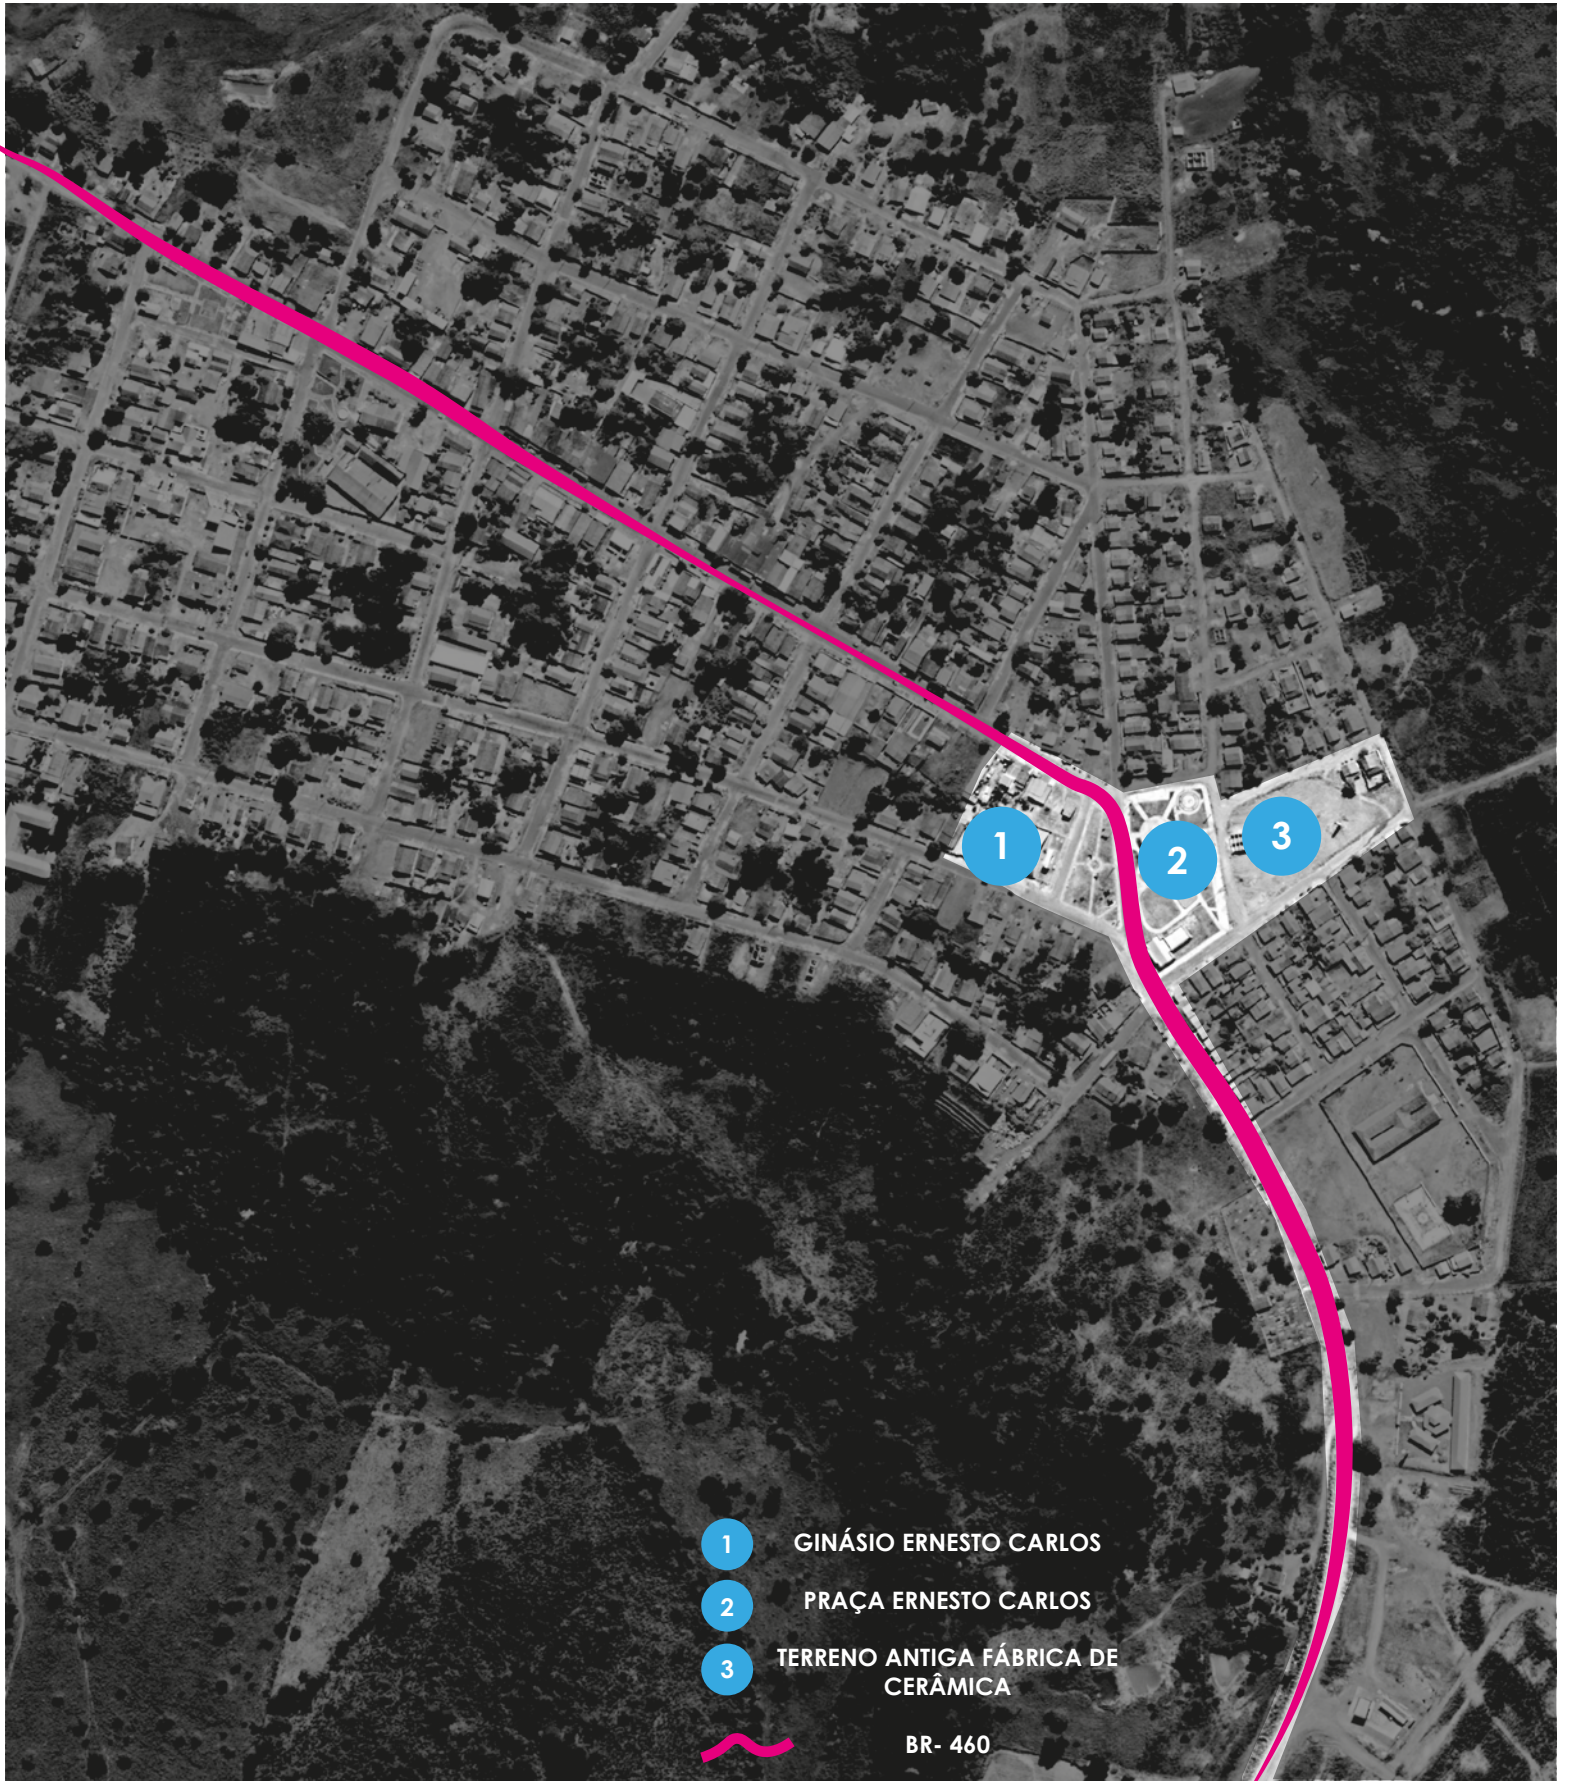 1
2
3
1 GINÁSIO ERNESTO CARLOS
2 PRAÇA ERNESTO CARLOS
3 TERRENO ANTIGA FÁBRICA DE
CERÂMICA
BR- 460